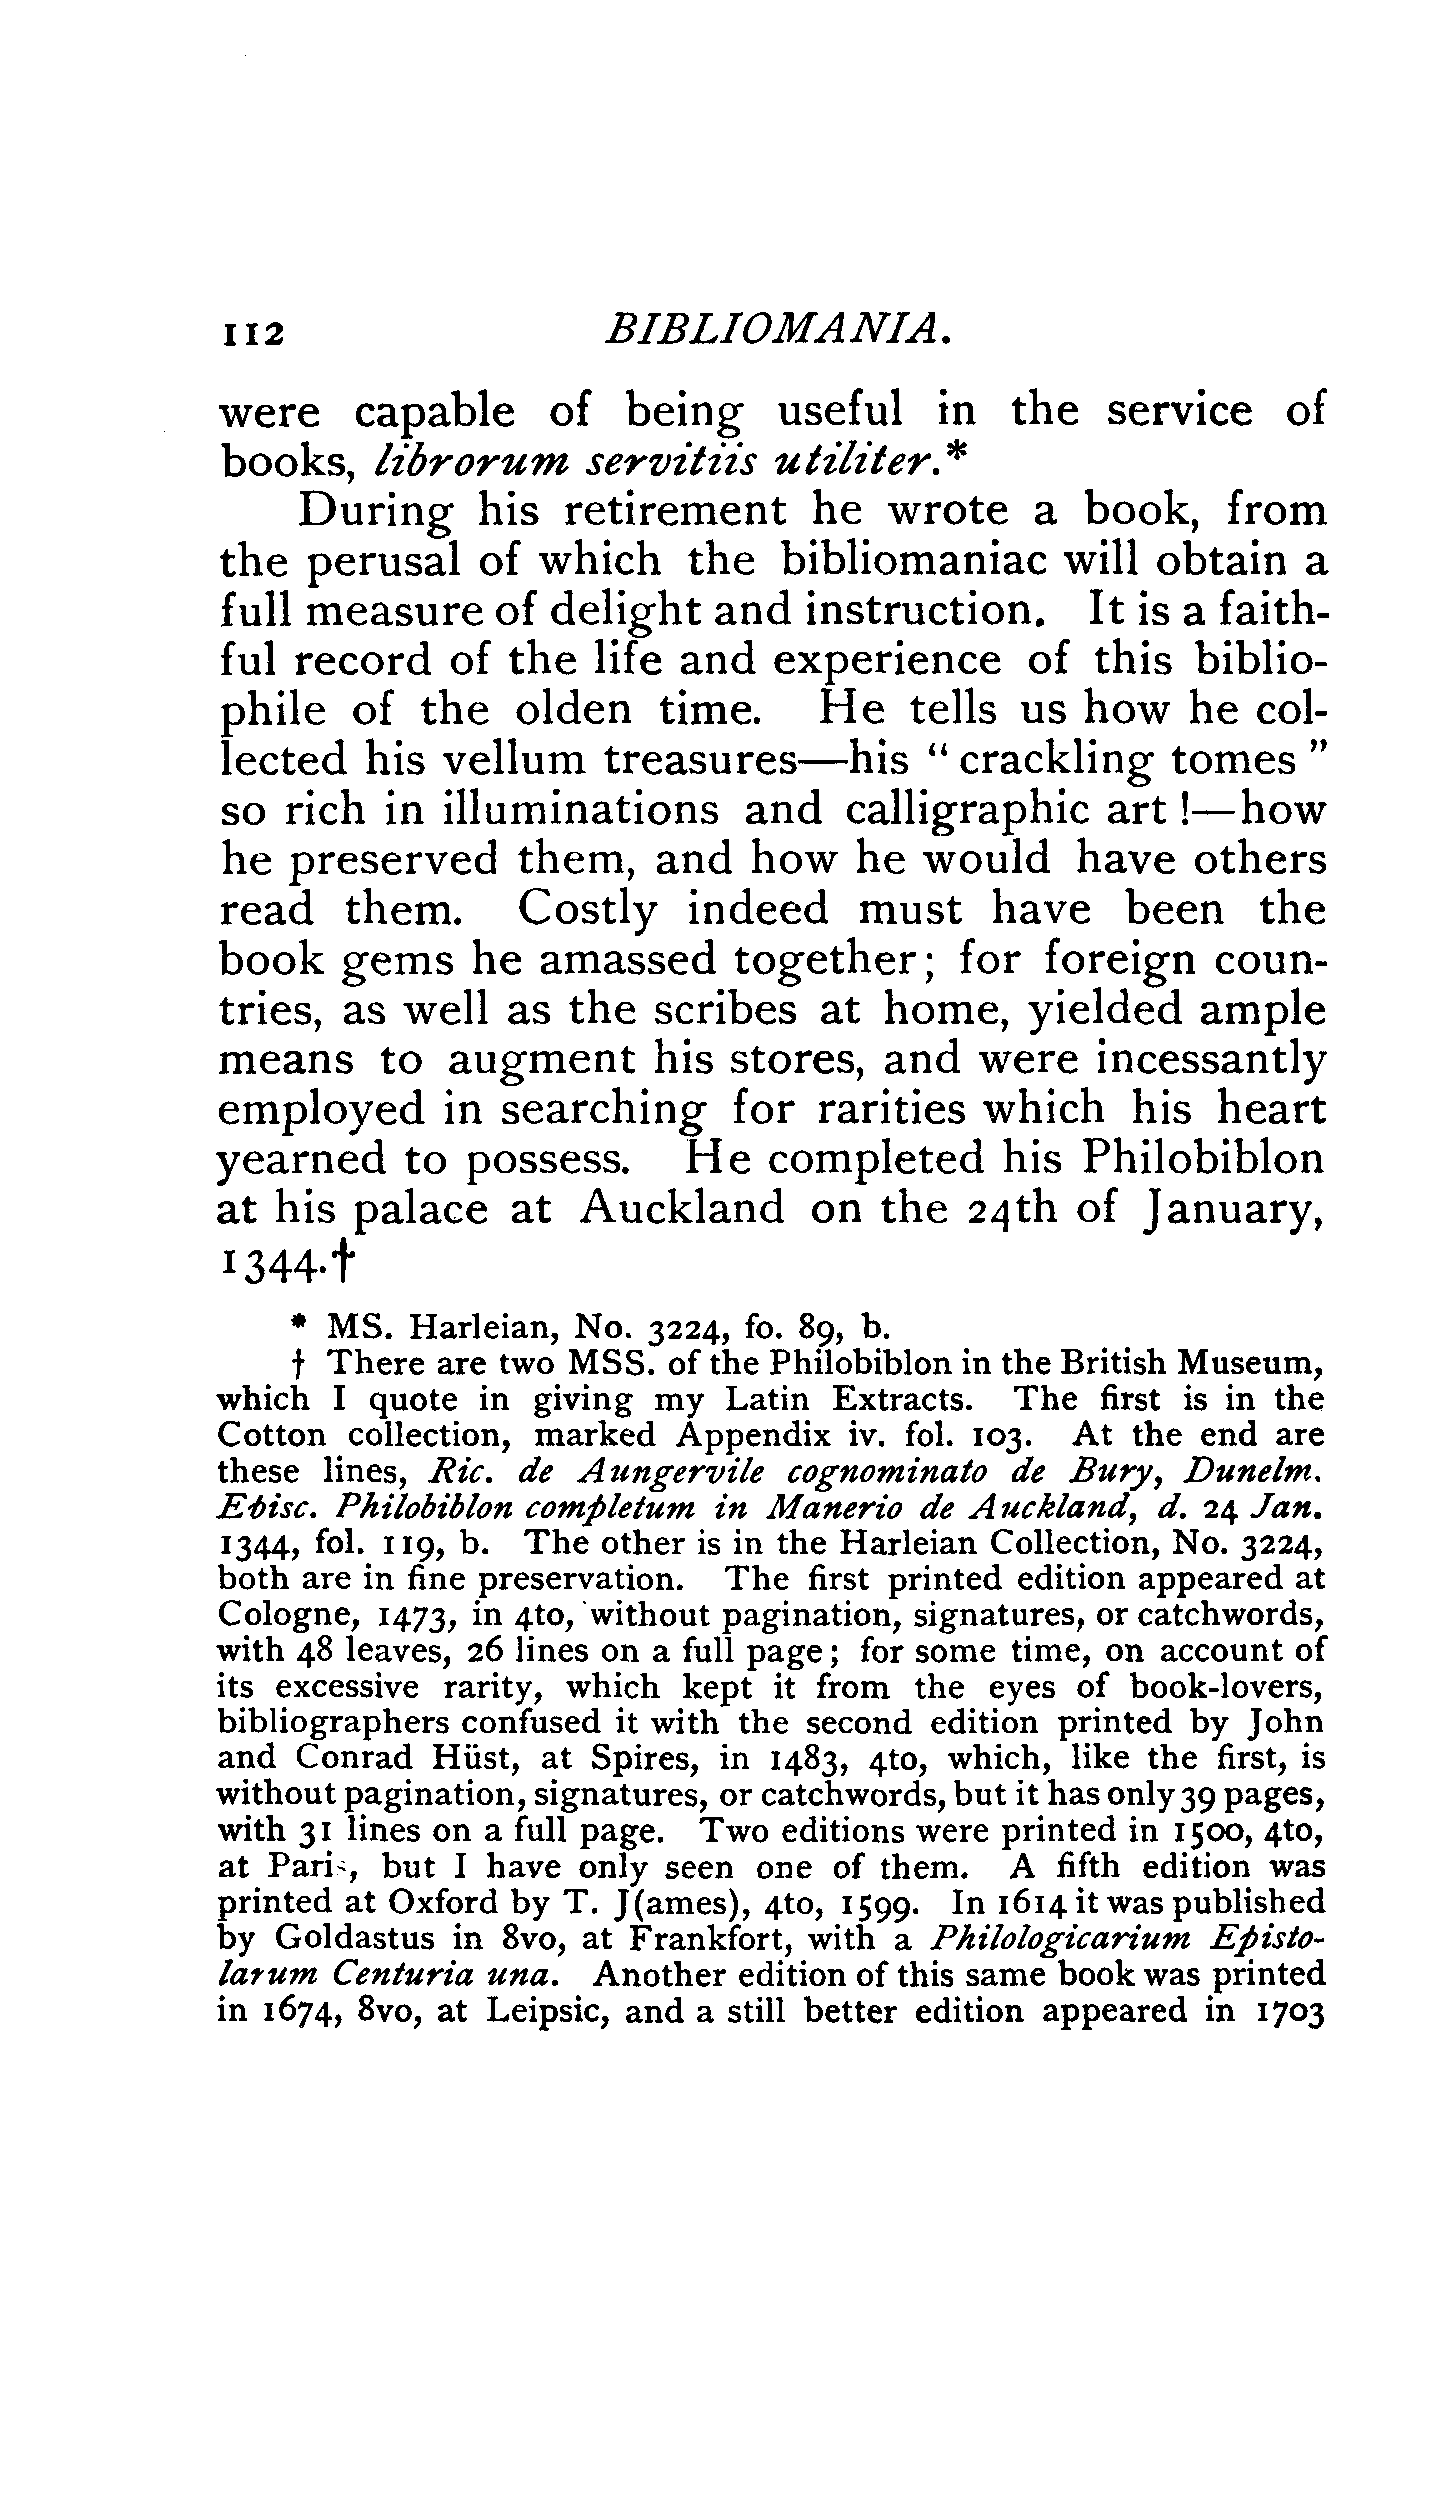 112 BIBLIOMANIA.
were capable of being useful in the service of
books, librorum servitiis utiliter.*
During his retirement he wrote a book, from
the perusal of which the bibliomaniac will obtain a
full measure of delight and instruction. It is a faith-
ful record of the life and experience of this biblio-
phile of the olden time. He tells us how he col-
lected his vellum treasures—his “ crackling tomes ”
so rich in illuminations and calligraphic art !—how
he preserved them, and how he would have others
read them. Costly indeed must have been the
book gems he amassed together; for foreign coun-
tries, as well as the scribes at home, yielded ample
means to augment his stores, and were incessantly
employed in searching for rarities which his heart
yearned to possess. He completed his Philobiblon
at his palace at Auckland on the 24th of January,
1344.†
* MS. Harleian, No. 3224, fo. 89, b.
† There are two MSS. of the Philobiblon in the British Museum,
which I quote in giving my Latin Extracts. The first is in the
Cotton collection, marked Appendix iv. fol. 103. At the end are
these lines, Ric. de Aungervile cognominato de Bury, Dunelm.
Episc. Philobiblon completum in Manerio de Auckland, d. 24 Jan.
1344, fol. 119, b. The other is in the Harleian Collection, No. 3224,
both are in fine preservation. The first printed edition appeared at
Cologne, 1473, in 4to, without pagination, signatures, or catchwords,
with 48 leaves, 26 lines on a full page; for some time, on account of
its excessive rarity, which kept it from the eyes of book-lovers,
bibliographers confused it with the second edition printed by John
and Conrad Hüst, at Spires, in 1483, 4to, which, like the first, is
without pagination, signatures, or catchwords, but it has only 39 pages,
with 31 lines on a full page. Two editions were printed in 1500, 4to,
at Paris, but I have only seen one of them. A fifth edition was
printed at Oxford by T. J(ames), 4to, 1599. In 1614 it was published
by Goldastus in 8vo, at Frankfort, with a Philologicarium Episto-
larum Centuria una. Another edition of this same book was printed
in 1674, 8vo, at Leipsic, and a still better edition appeared in 1703